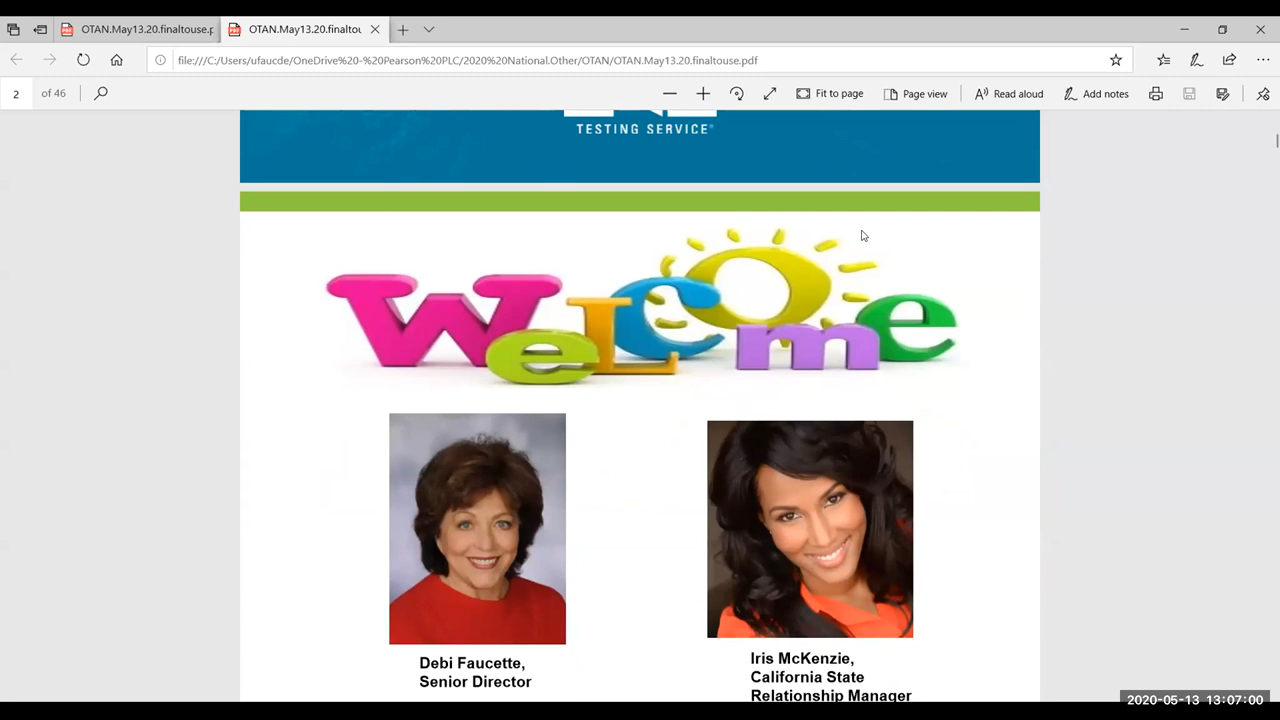 OTAN.May13.20.finaltouse.p
OTAN.May13.20.finaltou
file:///C:/Users/ufaucde/OneDrive%20-%20Pearson%20PLC/2020%20National.Other/OTAN/OTAN.May13.20.finaltouse.pdf
2 of 46
Fit to page
Page view
Read aloud
Add notes
TESTING SERVICE®
WeLCOme
Debi Faucette,
Senior Director
Iris McKenzie,
California State
Relationship Manager
2020-05-13 13:07:00